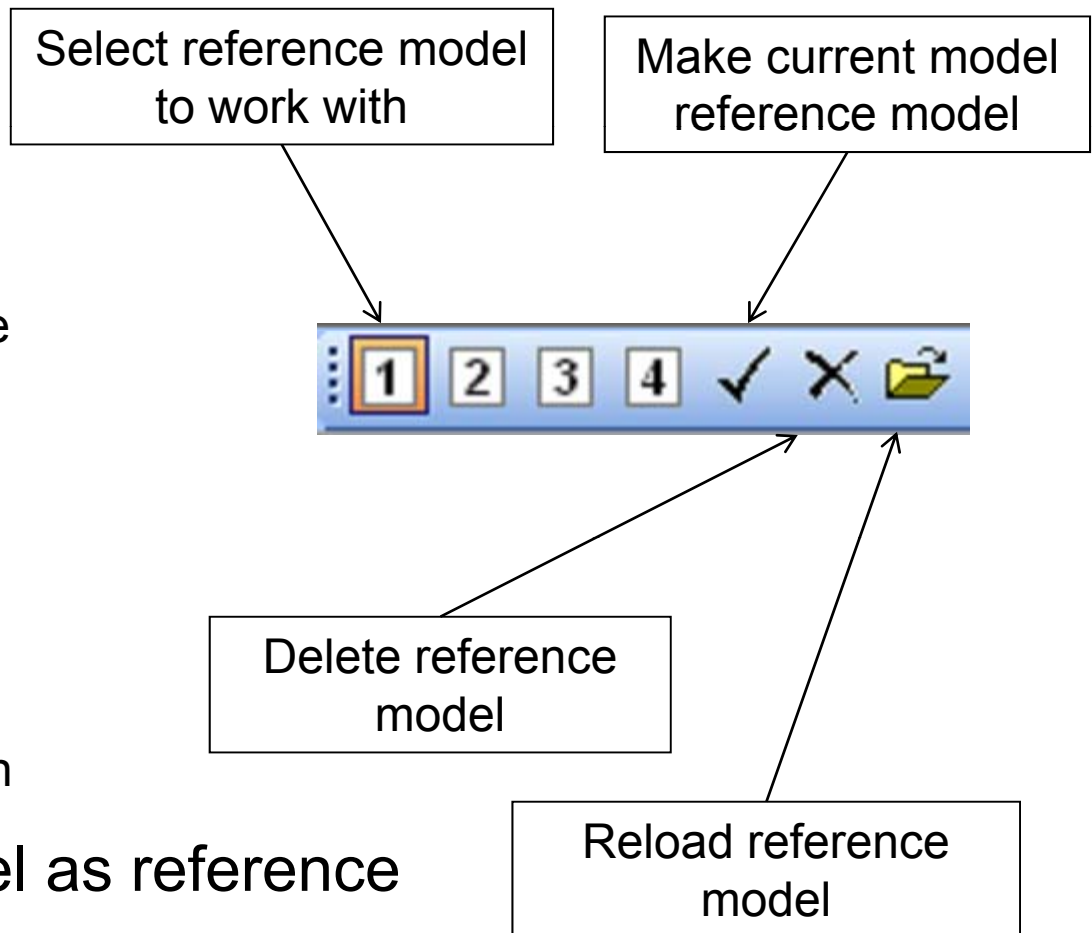 Select reference model
to work with
Make current model
reference model
e
1 2 3 4
Delete reference
model
n
el as reference
Reload reference
model